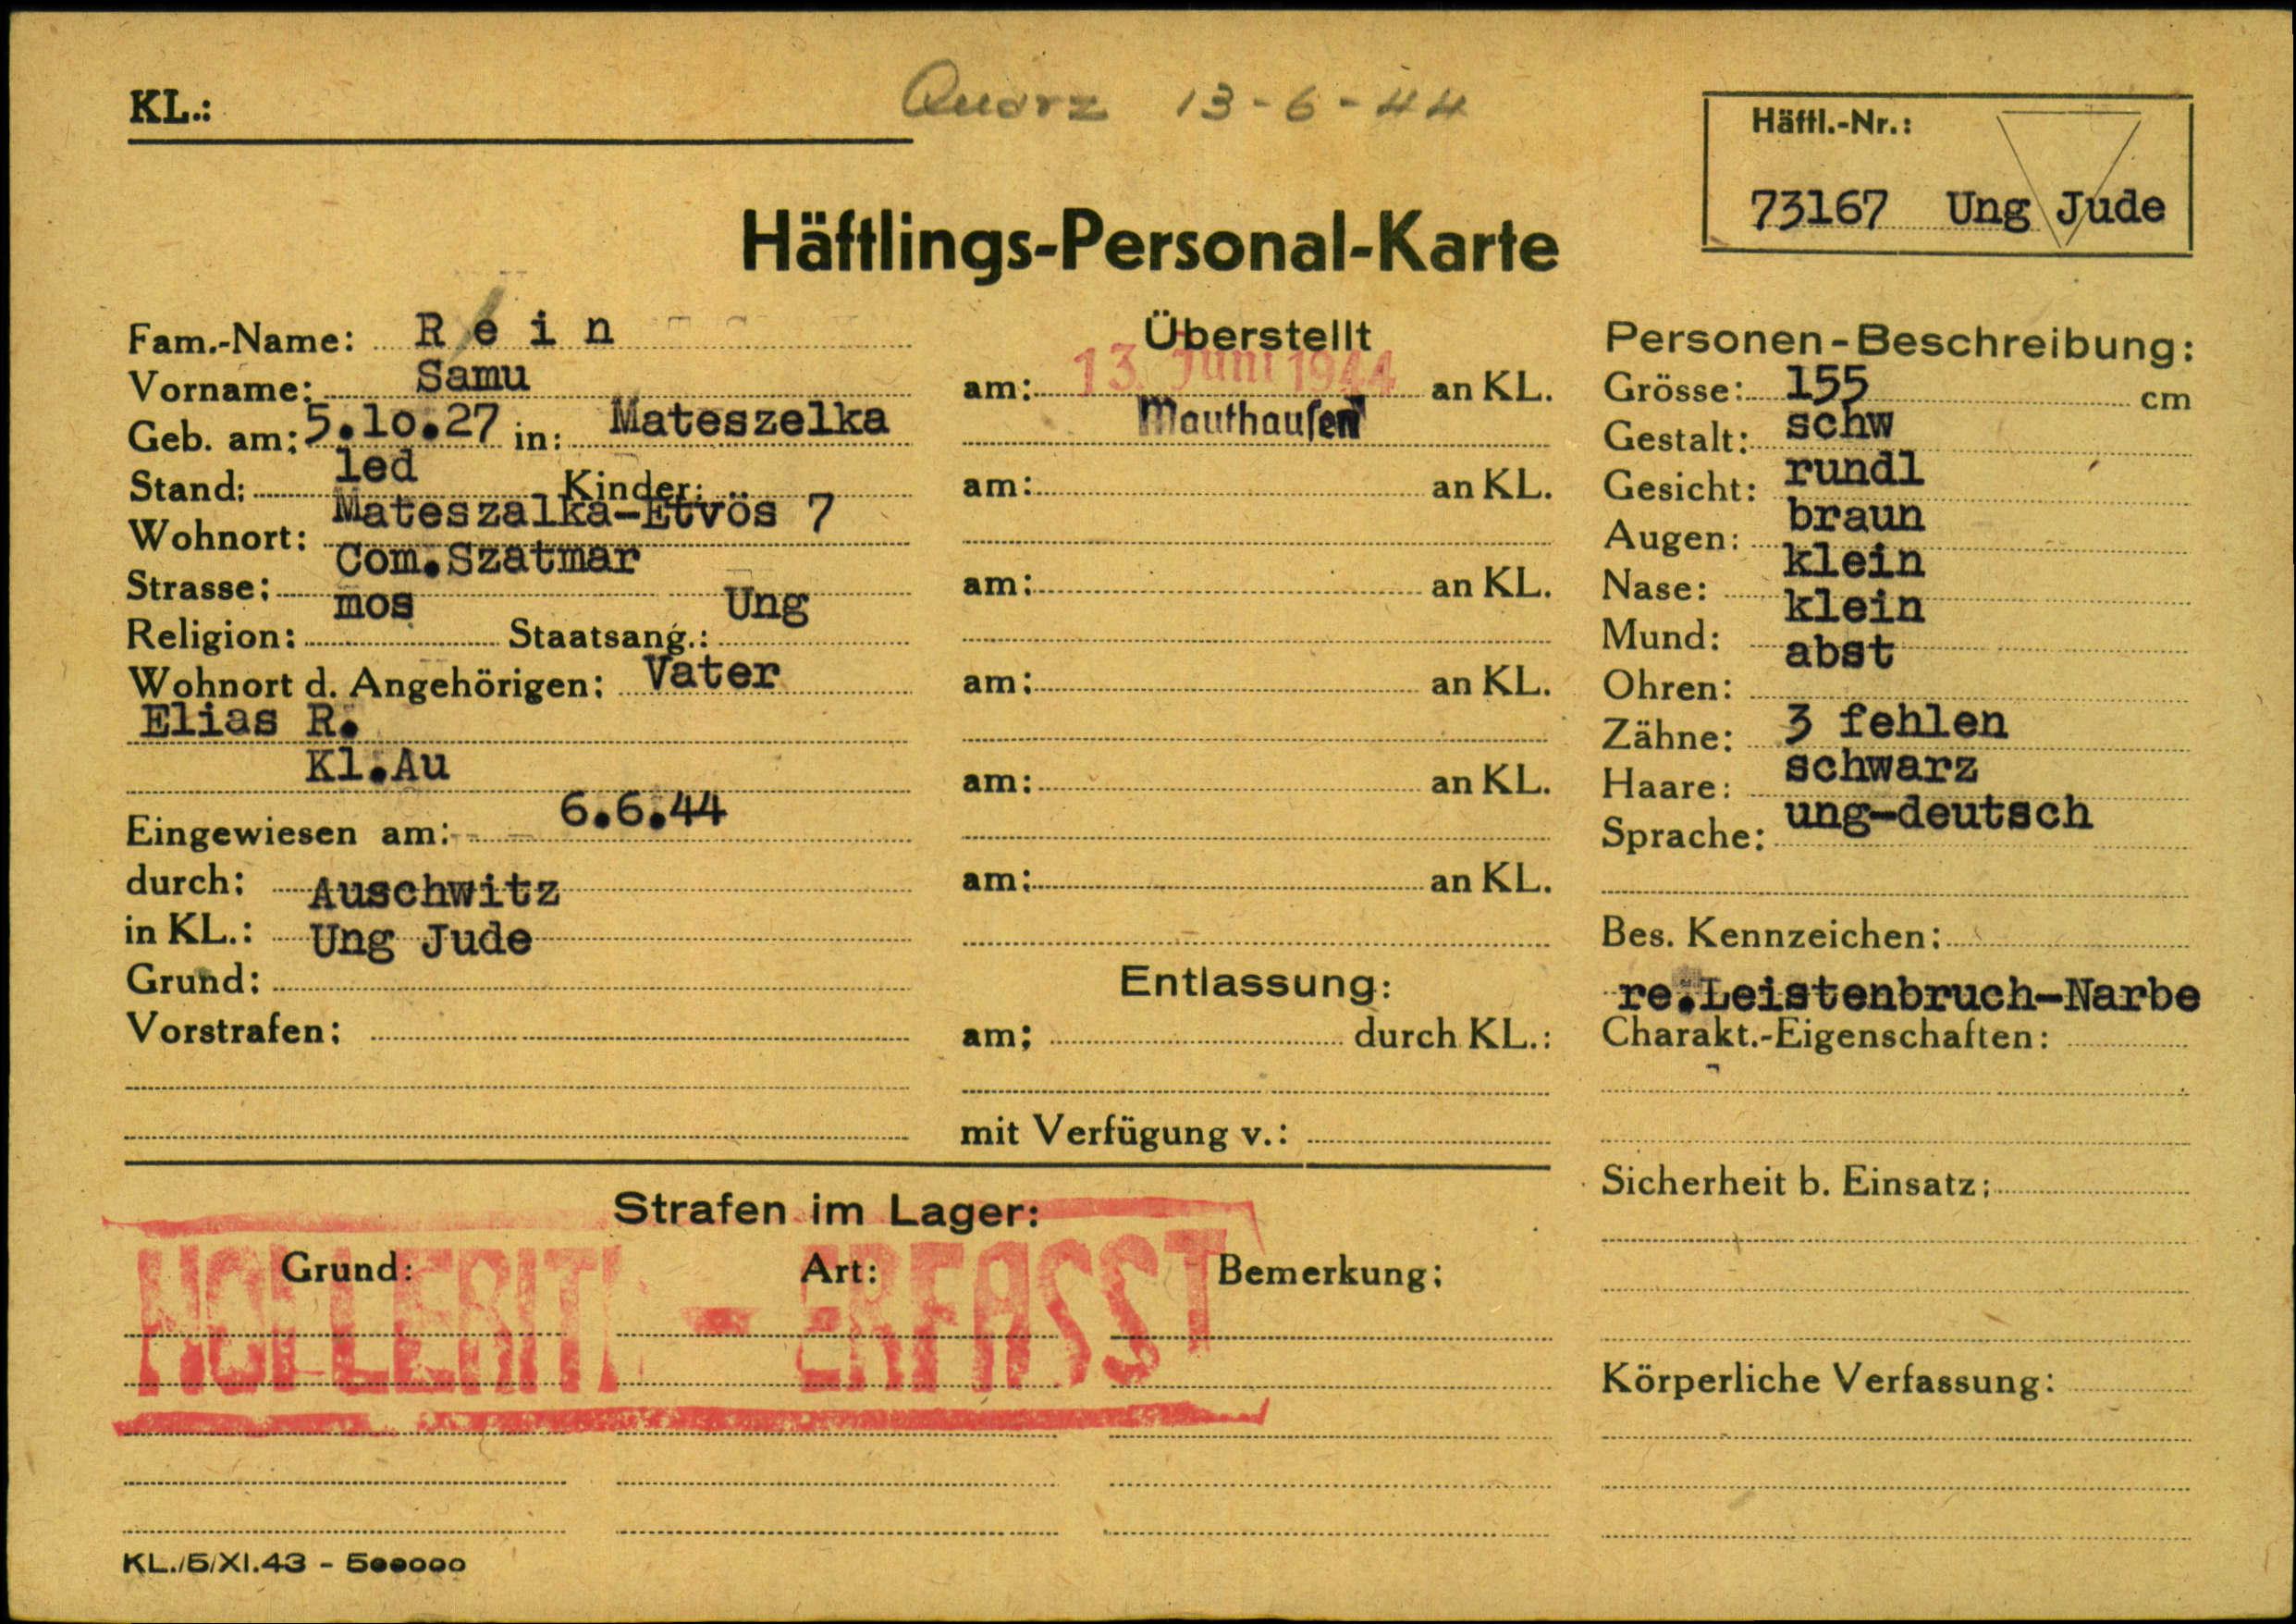 KL.:
Quarz 13-6-44
Häftl.-Nr.:
73167 Ung Jude
Häftlings-Personal-Karte
Fam.-Name: R e i n
Vorname: Samu
Geb. am: 5.10.27 in: Mateszelka
Stand: led Kinder:
Wohnort: Mateszalka-Etvös 7
Strasse: Com.Szatmar
Religion: mos Staatsang.: Ung
Wohnort d. Angehörigen: Vater
Elias R.
Kl.Au
Eingewiesen am: 6.6.44
durch: Auschwitz
in KL.: Ung Jude
Grund:
Vorstrafen:
Überstellt
am: 13. Juni 1944 an KL.
Mauthausen
am: an KL.
am: an KL.
am: an KL.
am: an KL.
am: an KL.
Entlassung:
am: durch KL.:
mit Verfügung v.:
Personen-Beschreibung:
Grösse: 155 cm
Gestalt: schw
Gesicht: rundl
Augen: braun
Nase: klein
Mund: klein
Ohren: abst
Zähne: 3 fehlen
Haare: schwarz
Sprache: ung-deutsch
Bes. Kennzeichen:
re.Leistenbruch-Narbe
Charakt.-Eigenschaften:
Sicherheit b. Einsatz:
Körperliche Verfassung:
Strafen im Lager:
Grund: Art: Bemerkung:
HOLLERITH - ERFASST
KL./5/XI.43 - 500000